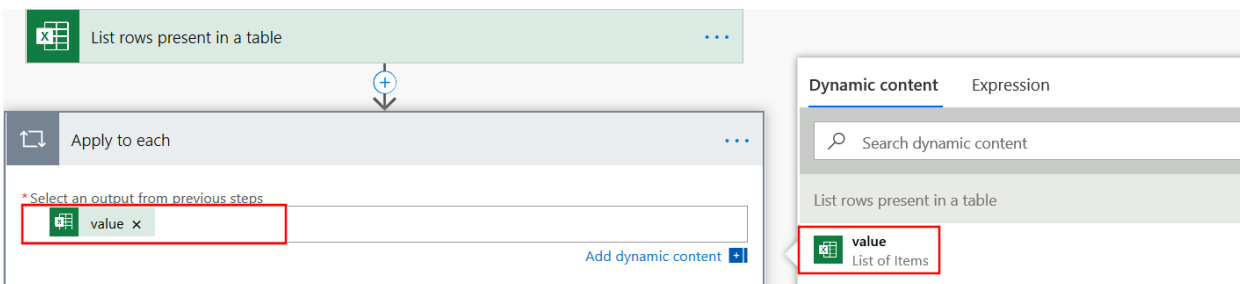 List rows present in a table
Apply to each
* Select an output from previous steps
value ×
Add dynamic content
Dynamic content Expression
Search dynamic content
List rows present in a table
value
List of Items